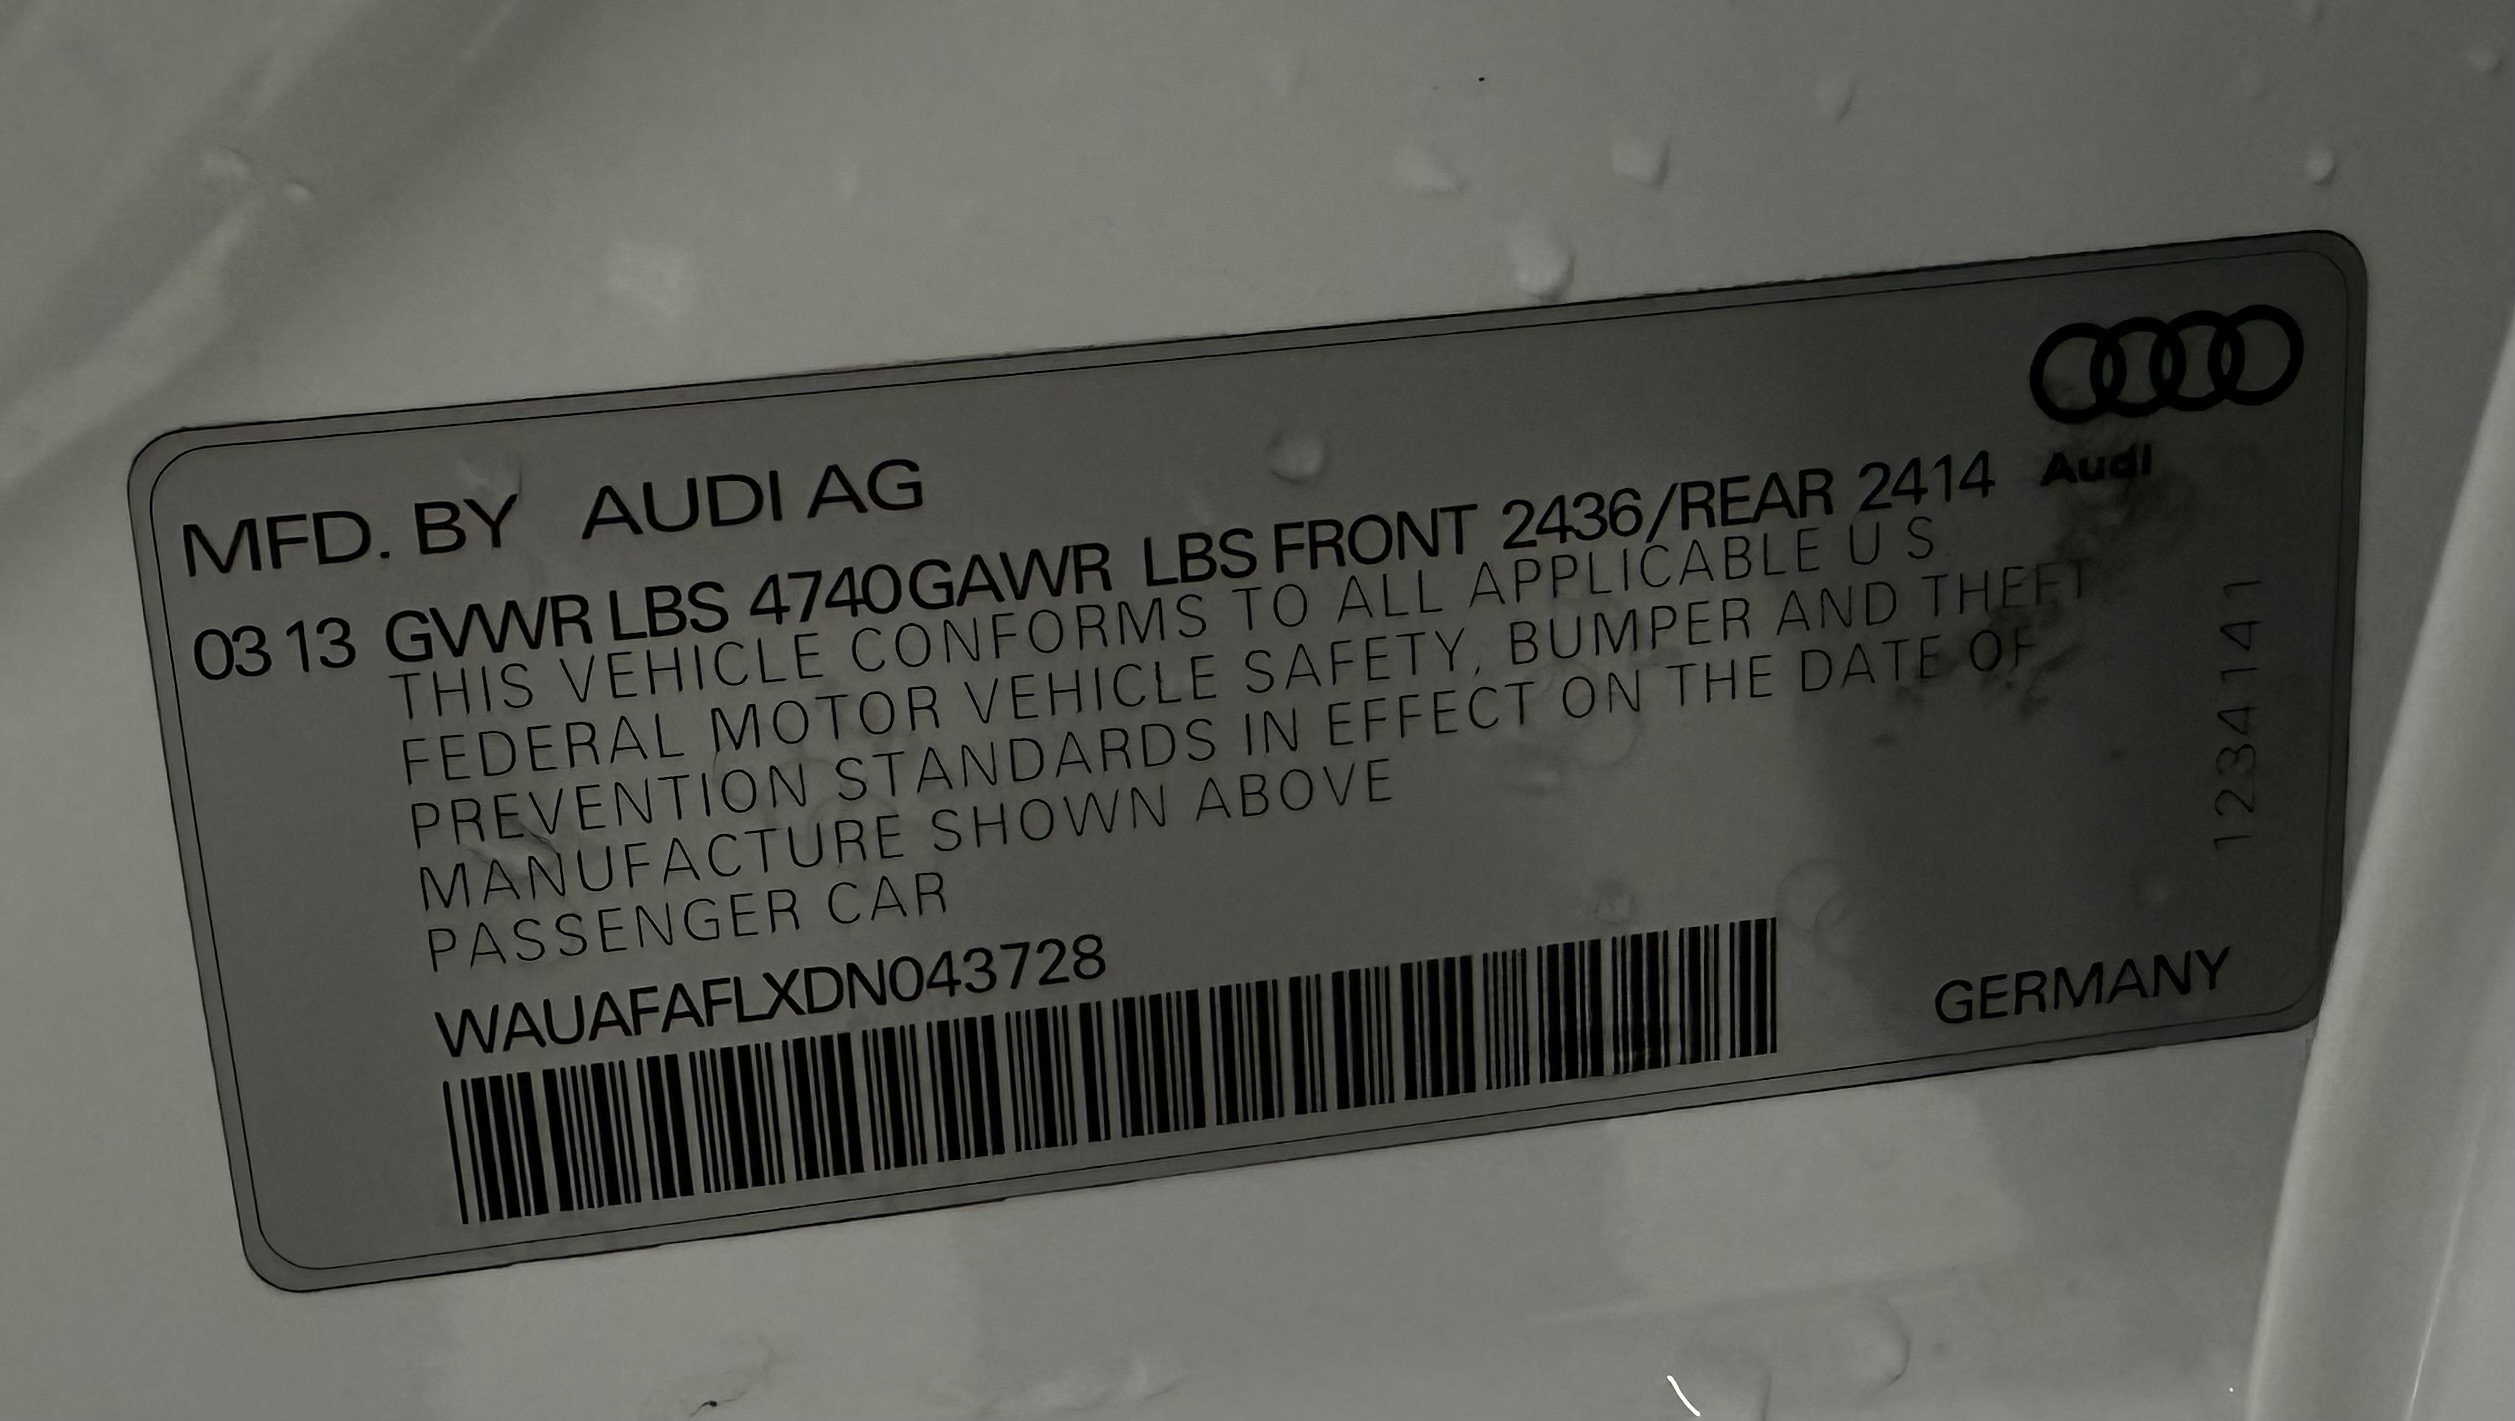 MFD. BY AUDI AG
03 13 GVWR LBS 4740 GAWR LBS FRONT 2436/REAR 2414
Audi
THIS VEHICLE CONFORMS TO ALL APPLICABLE U S
FEDERAL MOTOR VEHICLE SAFETY, BUMPER AND THEFT
PREVENTION STANDARDS IN EFFECT ON THE DATE OF
MANUFACTURE SHOWN ABOVE
PASSENGER CAR
WAUAFAFLXDN043728
GERMANY
1234141